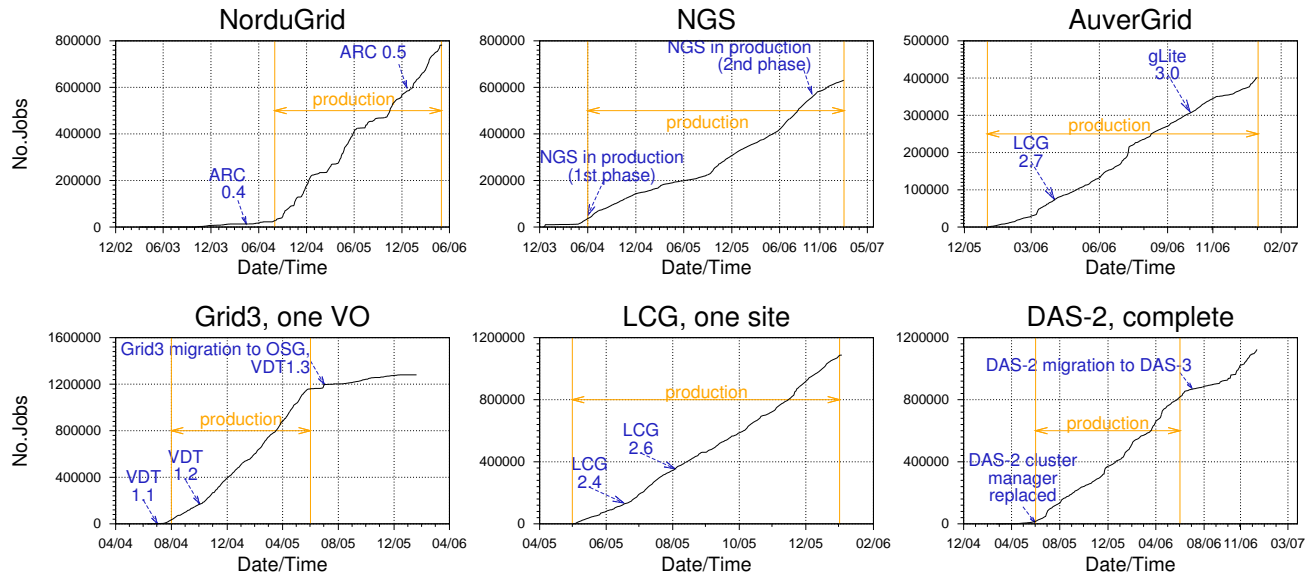 NorduGrid
No.Jobs
800000
600000
400000
200000
0
ARC 0.5
production
ARC
0.4
12/02 06/03 12/03 06/04 12/04 06/05 12/05 06/06
Date/Time
NGS
800000
600000
400000
200000
0
NGS in production
(2nd phase)
production
NGS in production
(1st phase)
12/03 06/04 12/04 06/05 12/05 06/06 11/06 05/07
Date/Time
AuverGrid
500000
400000
300000
200000
100000
0
gLite
3.0
production
LCG
2.7
12/05 03/06 06/06 09/06 11/06 02/07
Date/Time
Grid3, one VO
No.Jobs
1600000
1200000
800000
400000
0
Grid3 migration to OSG,
VDT1.3
production
VDT
1.2
VDT
1.1
04/04 08/04 12/04 04/05 08/05 12/05 04/06
Date/Time
LCG, one site
1200000
800000
400000
0
production
LCG
2.6
LCG
2.4
04/05 06/05 08/05 10/05 12/05 02/06
Date/Time
DAS-2, complete
1200000
800000
400000
0
DAS-2 migration to DAS-3
production
DAS-2 cluster
manager
replaced
12/04 04/05 08/05 12/05 04/06 08/06 11/06 03/07
Date/Time